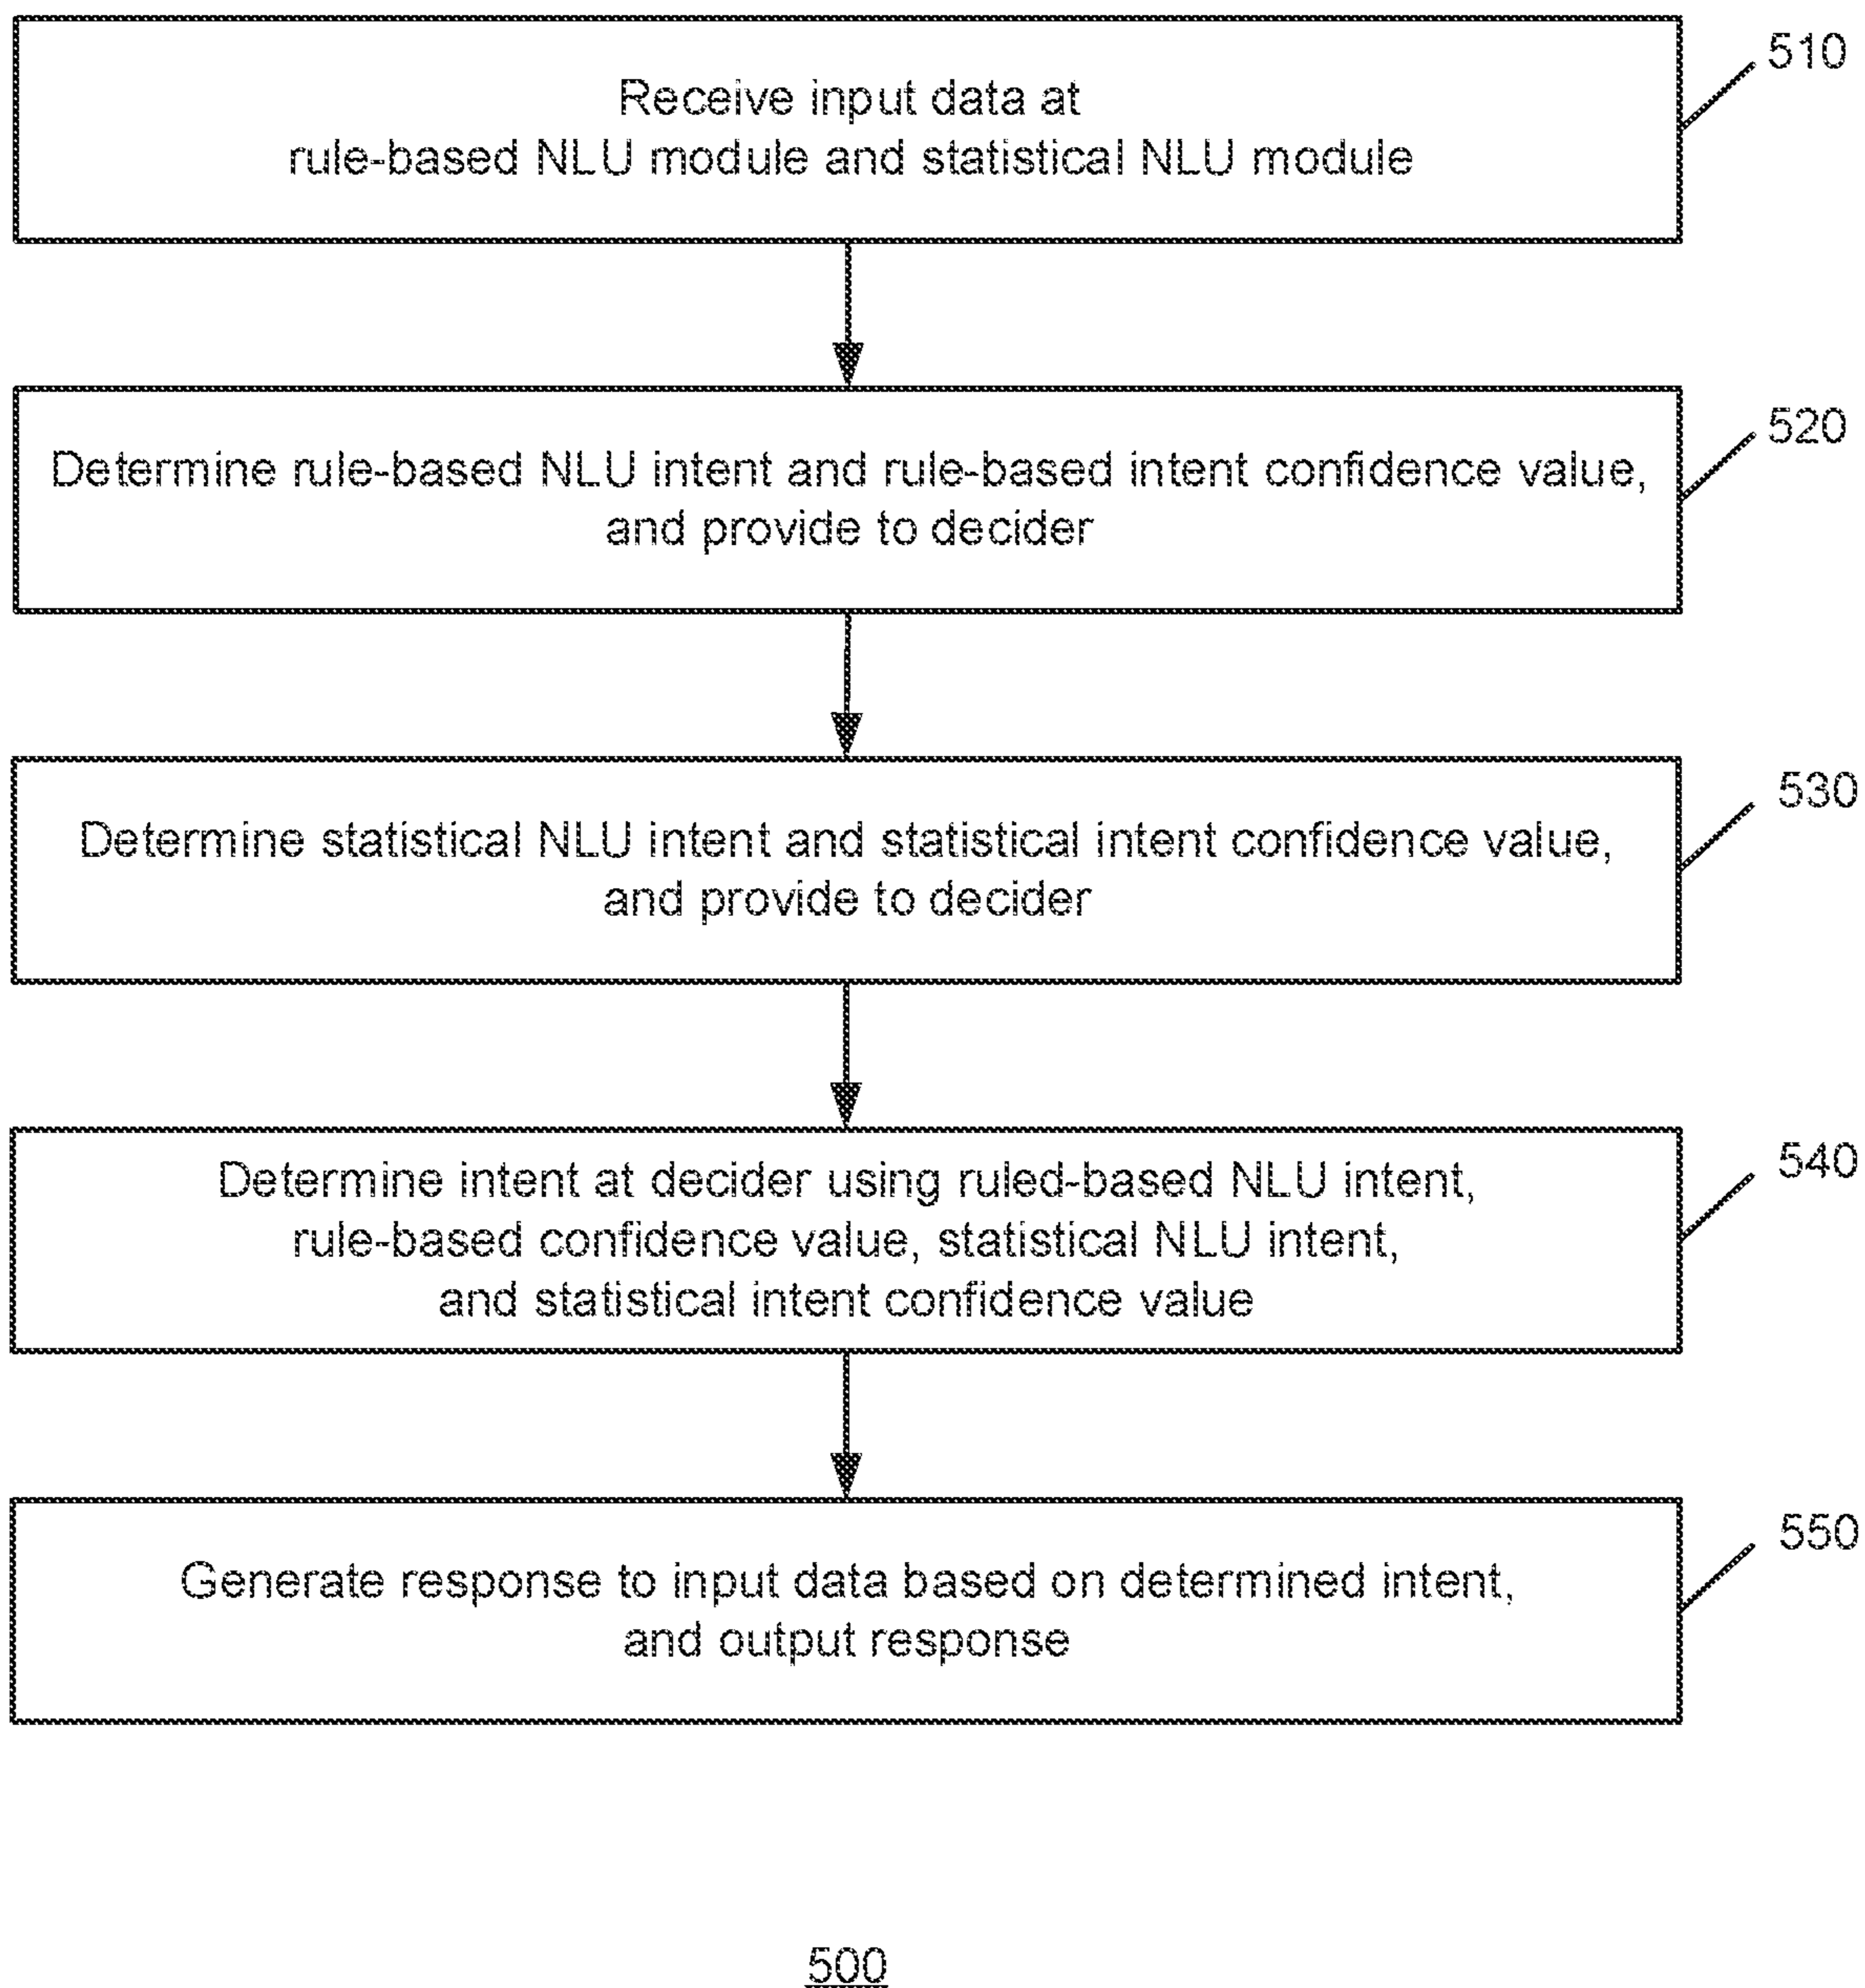 Receive input data at
rule-based NLU module and statistical NLU module
510
Determine rule-based NLU intent and rule-based intent confidence value,
and provide to decider
520
Determine statistical NLU intent and statistical intent confidence value,
and provide to decider
530
Determine intent at decider using ruled-based NLU intent,
rule-based confidence value, statistical NLU intent,
and statistical intent confidence value
540
Generate response to input data based on determined intent,
and output response
550
500